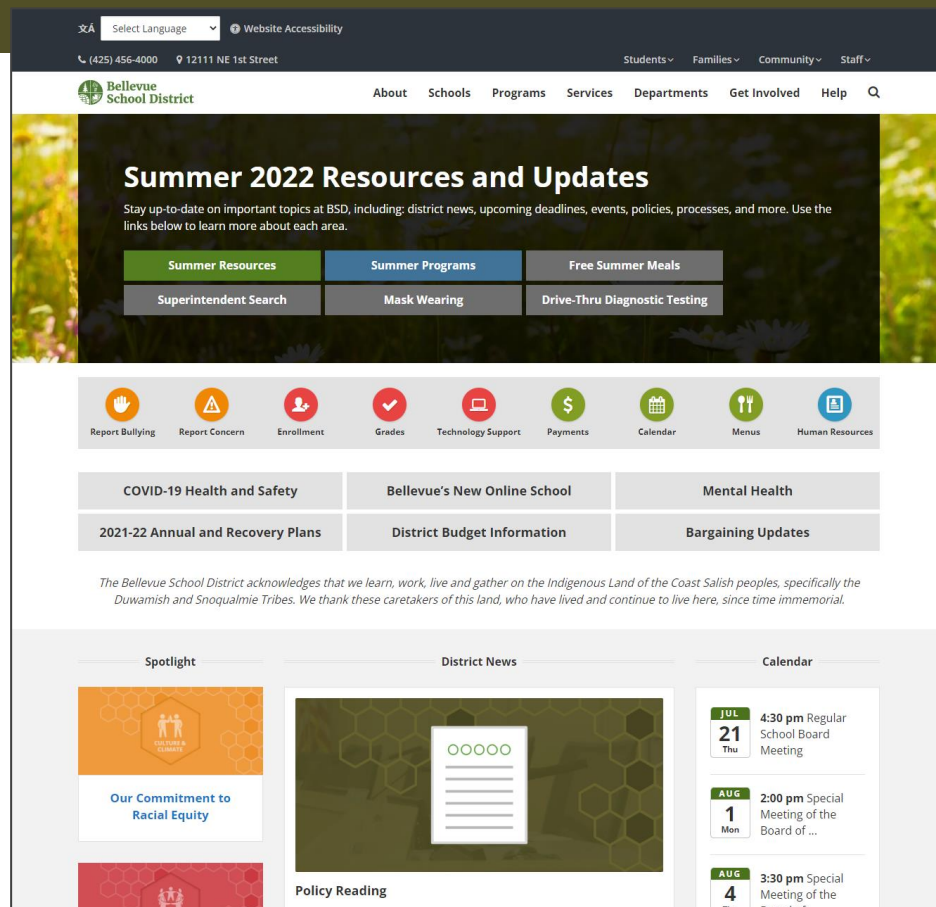 文Á Select Language Website Accessibility
(425) 456-4000 12111 NE 1st Street Students Families Community Staff
Bellevue
School District
About Schools Programs Services Departments Get Involved Help
Summer 2022 Resources and Updates
Stay up-to-date on important topics at BSD, including: district news, upcoming deadlines, events, policies, processes, and more. Use the
links below to learn more about each area.
Summer Resources Summer Programs Free Summer Meals
Superintendent Search Mask Wearing Drive-Thru Diagnostic Testing
Report Bullying Report Concern Enrollment Grades Technology Support Payments Calendar Menus Human Resources
COVID-19 Health and Safety Bellevue's New Online School Mental Health
2021-22 Annual and Recovery Plans District Budget Information Bargaining Updates
The Bellevue School District acknowledges that we learn, work, live and gather on the Indigenous Land of the Coast Salish peoples, specifically the
Duwamish and Snoqualmie Tribes. We thank these caretakers of this land, who have lived and continue to live here, since time immemorial.
Spotlight
CULTURE &
CLIMATE
Our Commitment to
Racial Equity
District News
Policy Reading
Calendar
JUL
21
Thu
4:30 pm Regular
School Board
Meeting
AUG
1
Mon
2:00 pm Special
Meeting of the
Board of ...
AUG
4
3:30 pm Special
Meeting of the